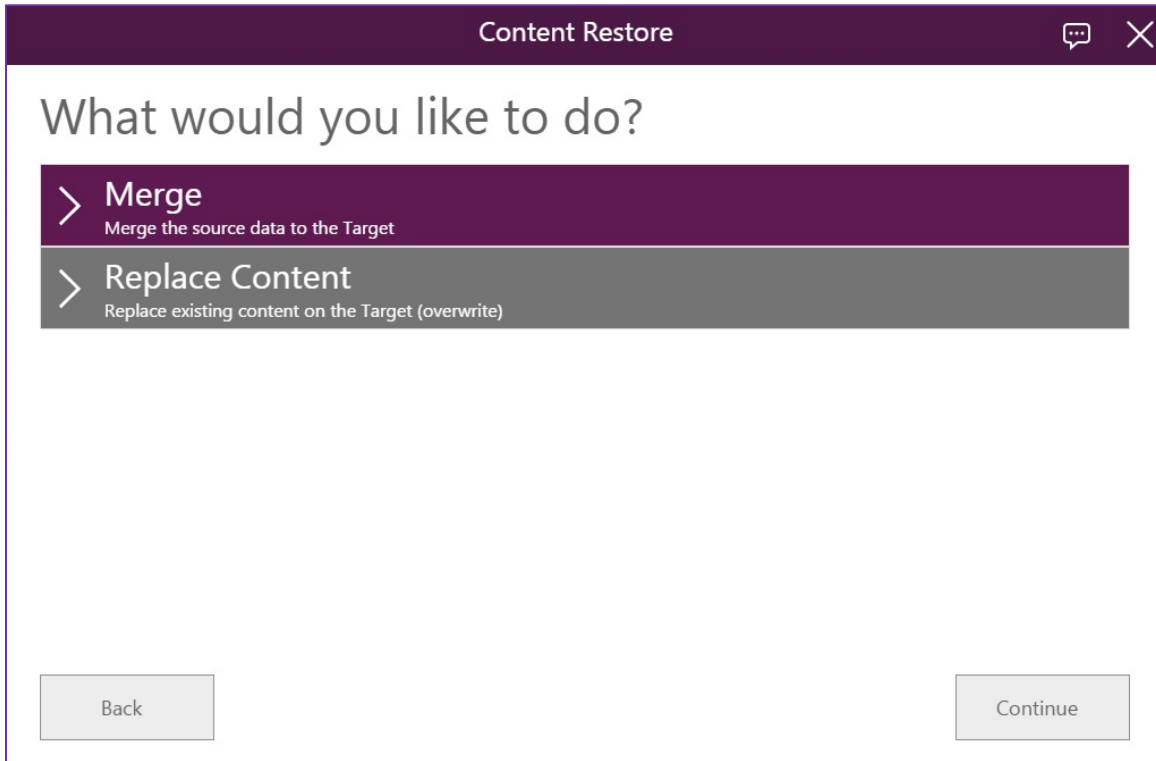 Content Restore
What would you like to do?
Merge
Merge the source data to the Target
Replace Content
Replace existing content on the Target (overwrite)
Back
Continue